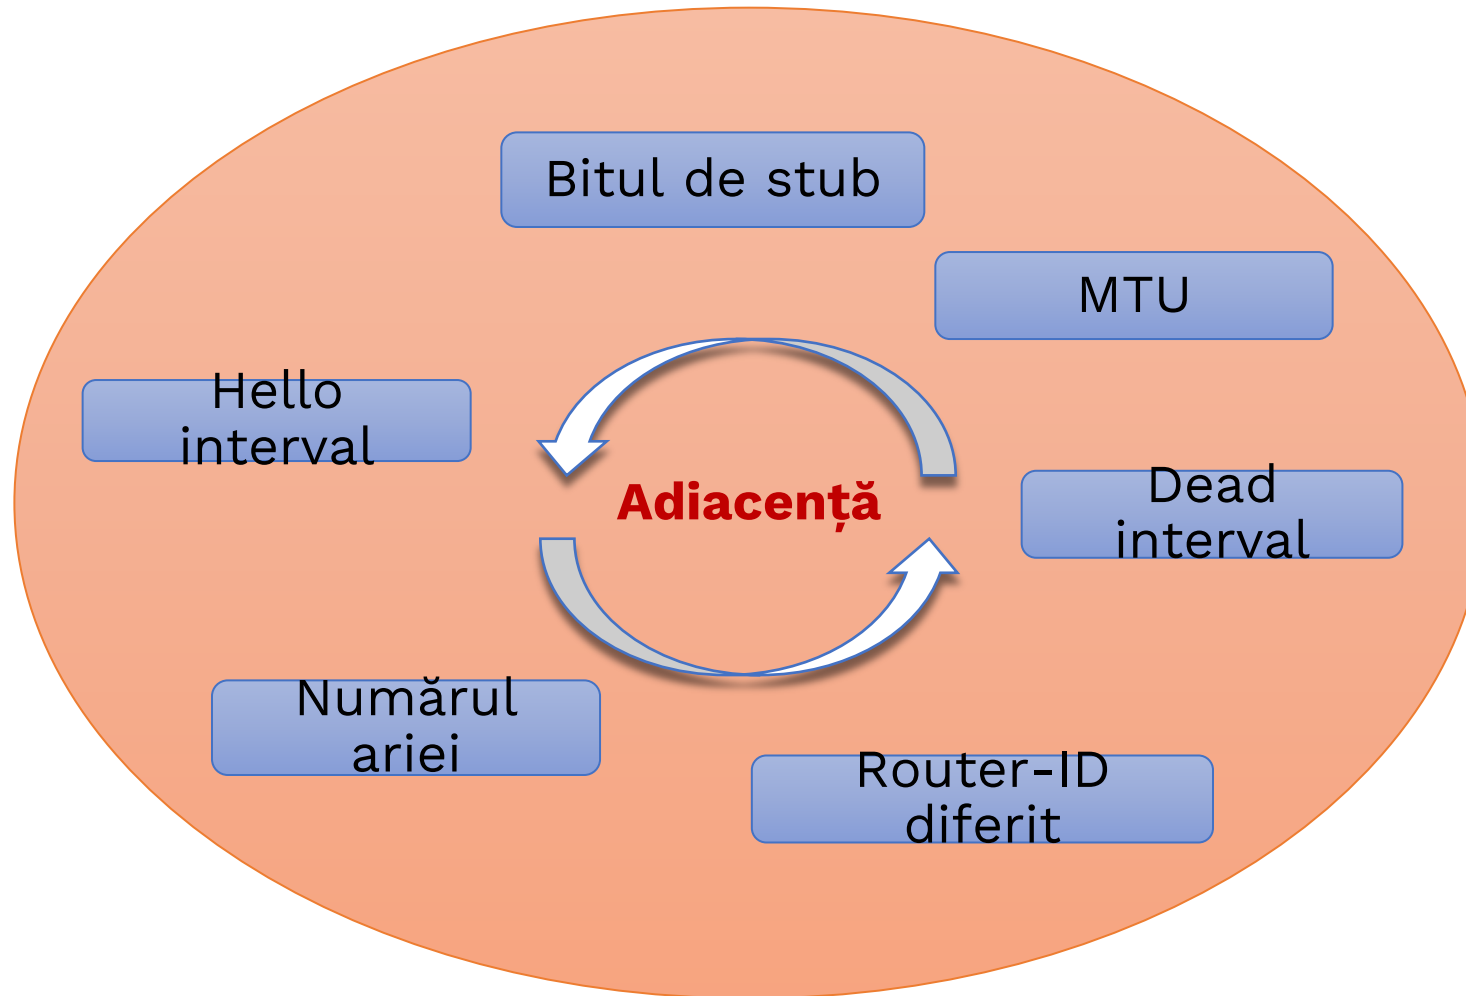 Bitul de stub
MTU
Hello
interval
Adiacență
Dead
interval
Numărul
ariei
Router-ID
diferit